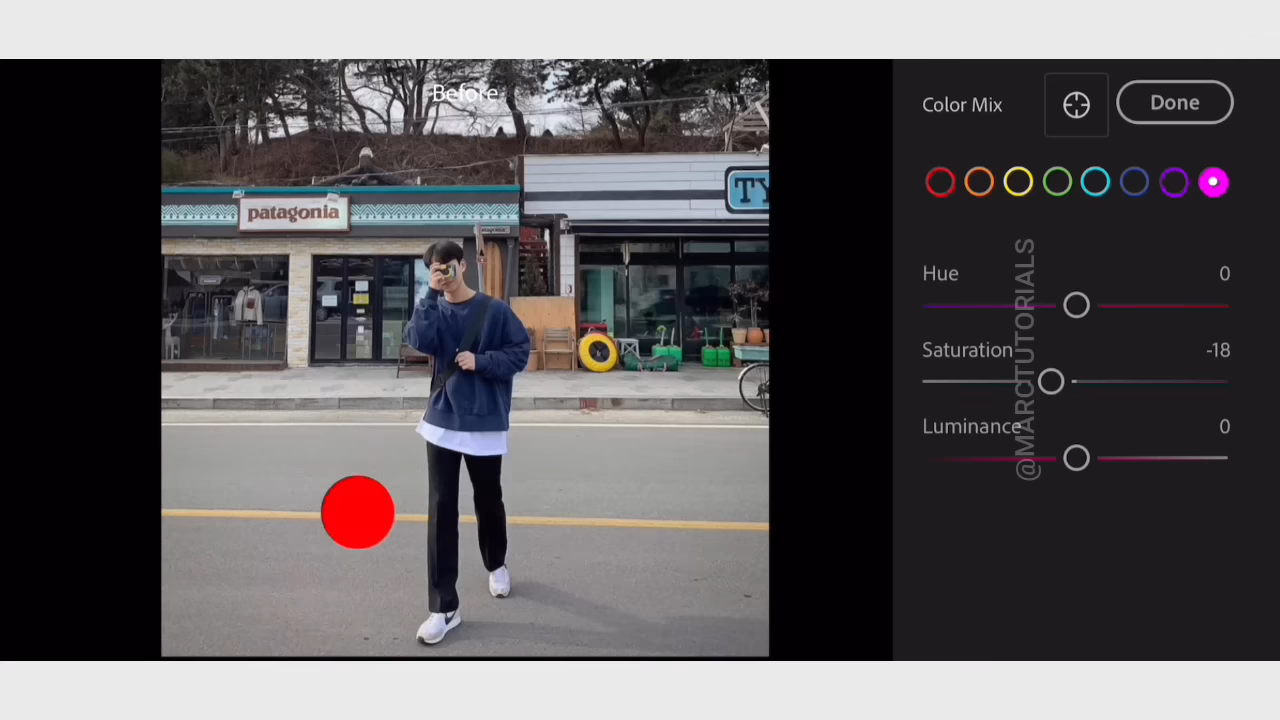 Before
patagonia
TY
Color Mix
Done
Hue
0
Saturation
-18
Luminance
0
@MARCTUTORIALS